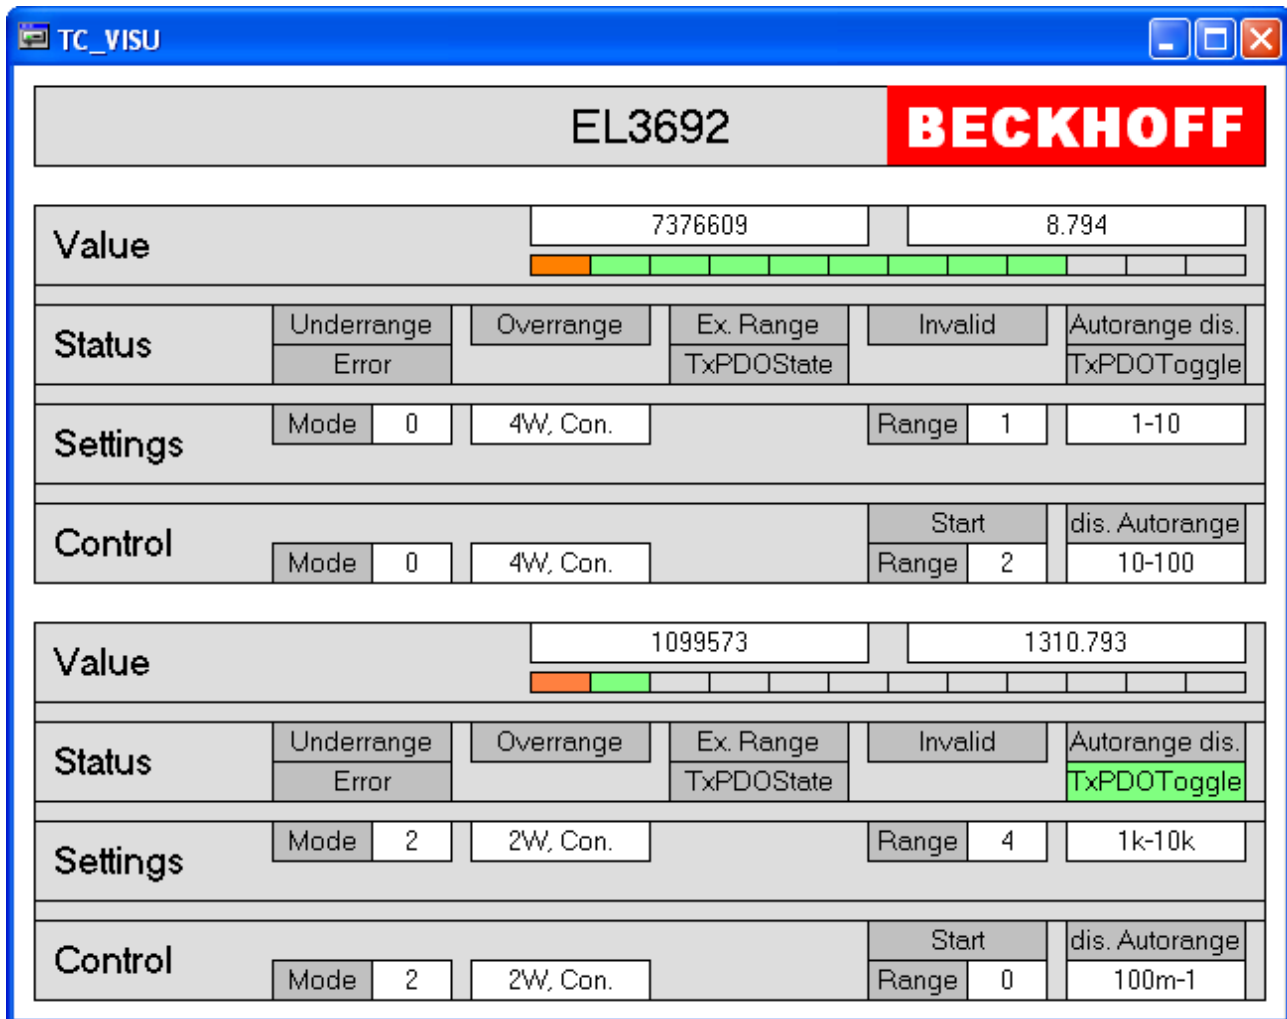 TC_VISU
EL3692 BECKHOFF
Value 7376609 8.794
Status Underrange Overrange Ex. Range Invalid Autorange dis.
Error TxPDOState TxPDOToggle
Settings Mode 0 4W, Con. Range 1 1-10
Control Start dis. Autorange
Mode 0 4W, Con. Range 2 10-100
Value 1099573 1310.793
Status Underrange Overrange Ex. Range Invalid Autorange dis.
Error TxPDOState TxPDOToggle
Settings Mode 2 2W, Con. Range 4 1k-10k
Control Start dis. Autorange
Mode 2 2W, Con. Range 0 100m-1